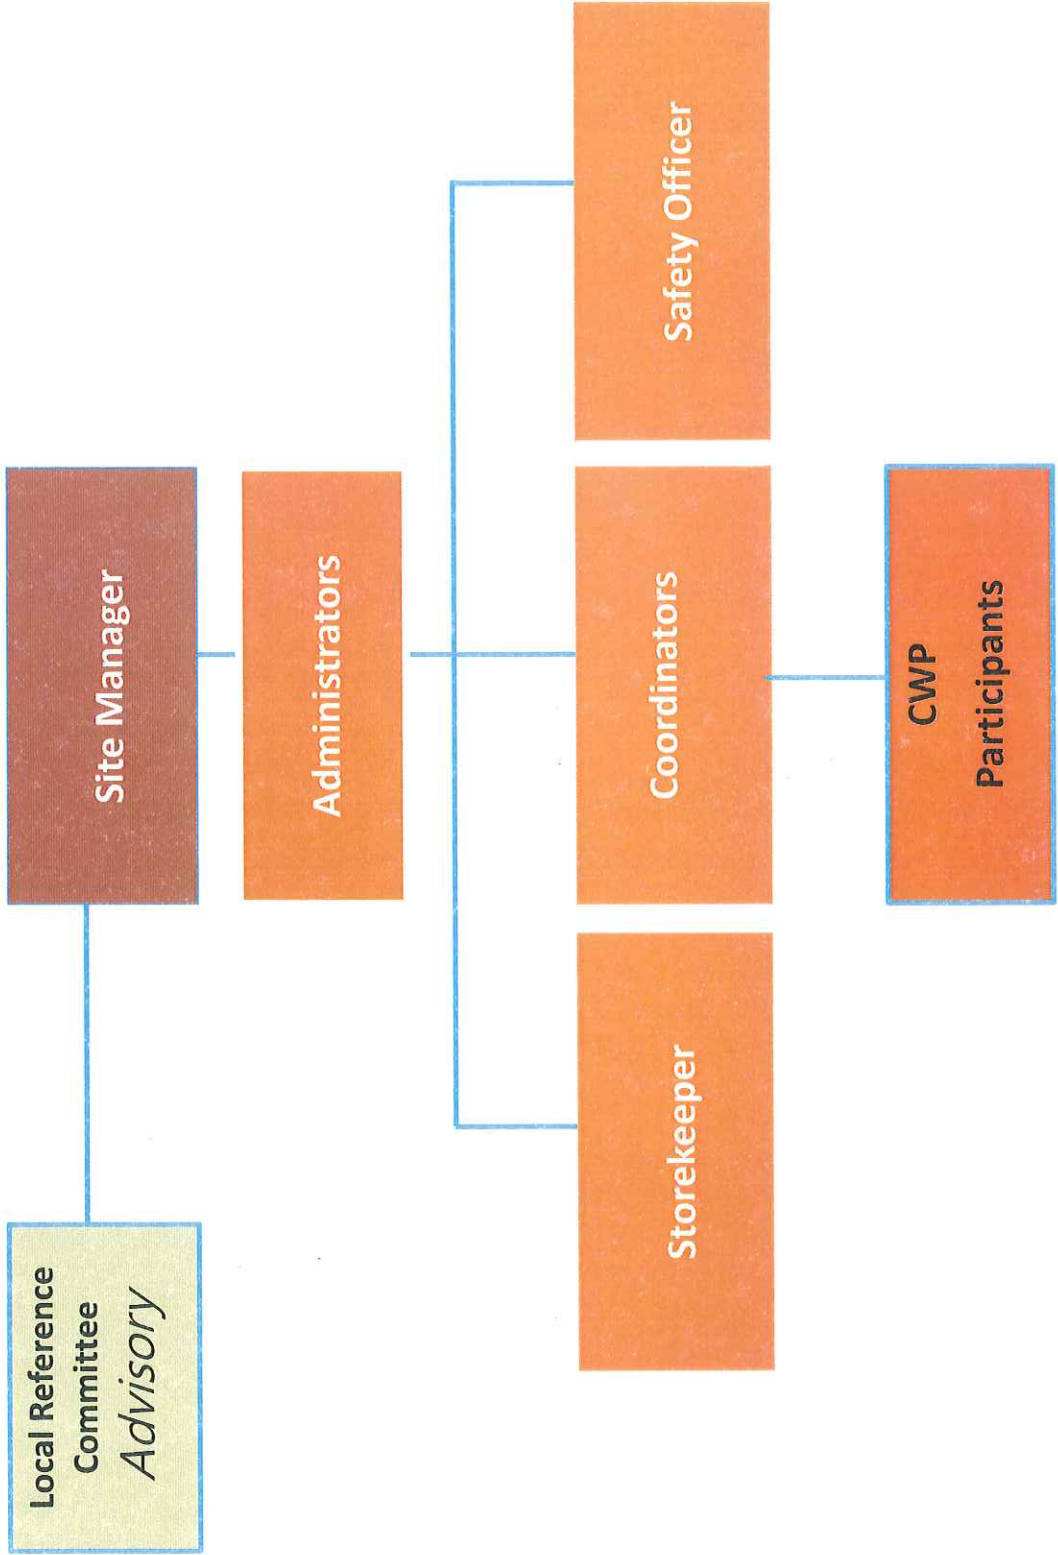 Local Reference
Committee
Advisory
Site Manager
Administrators
Storekeeper
Coordinators
Safety Officer
CWP
Participants